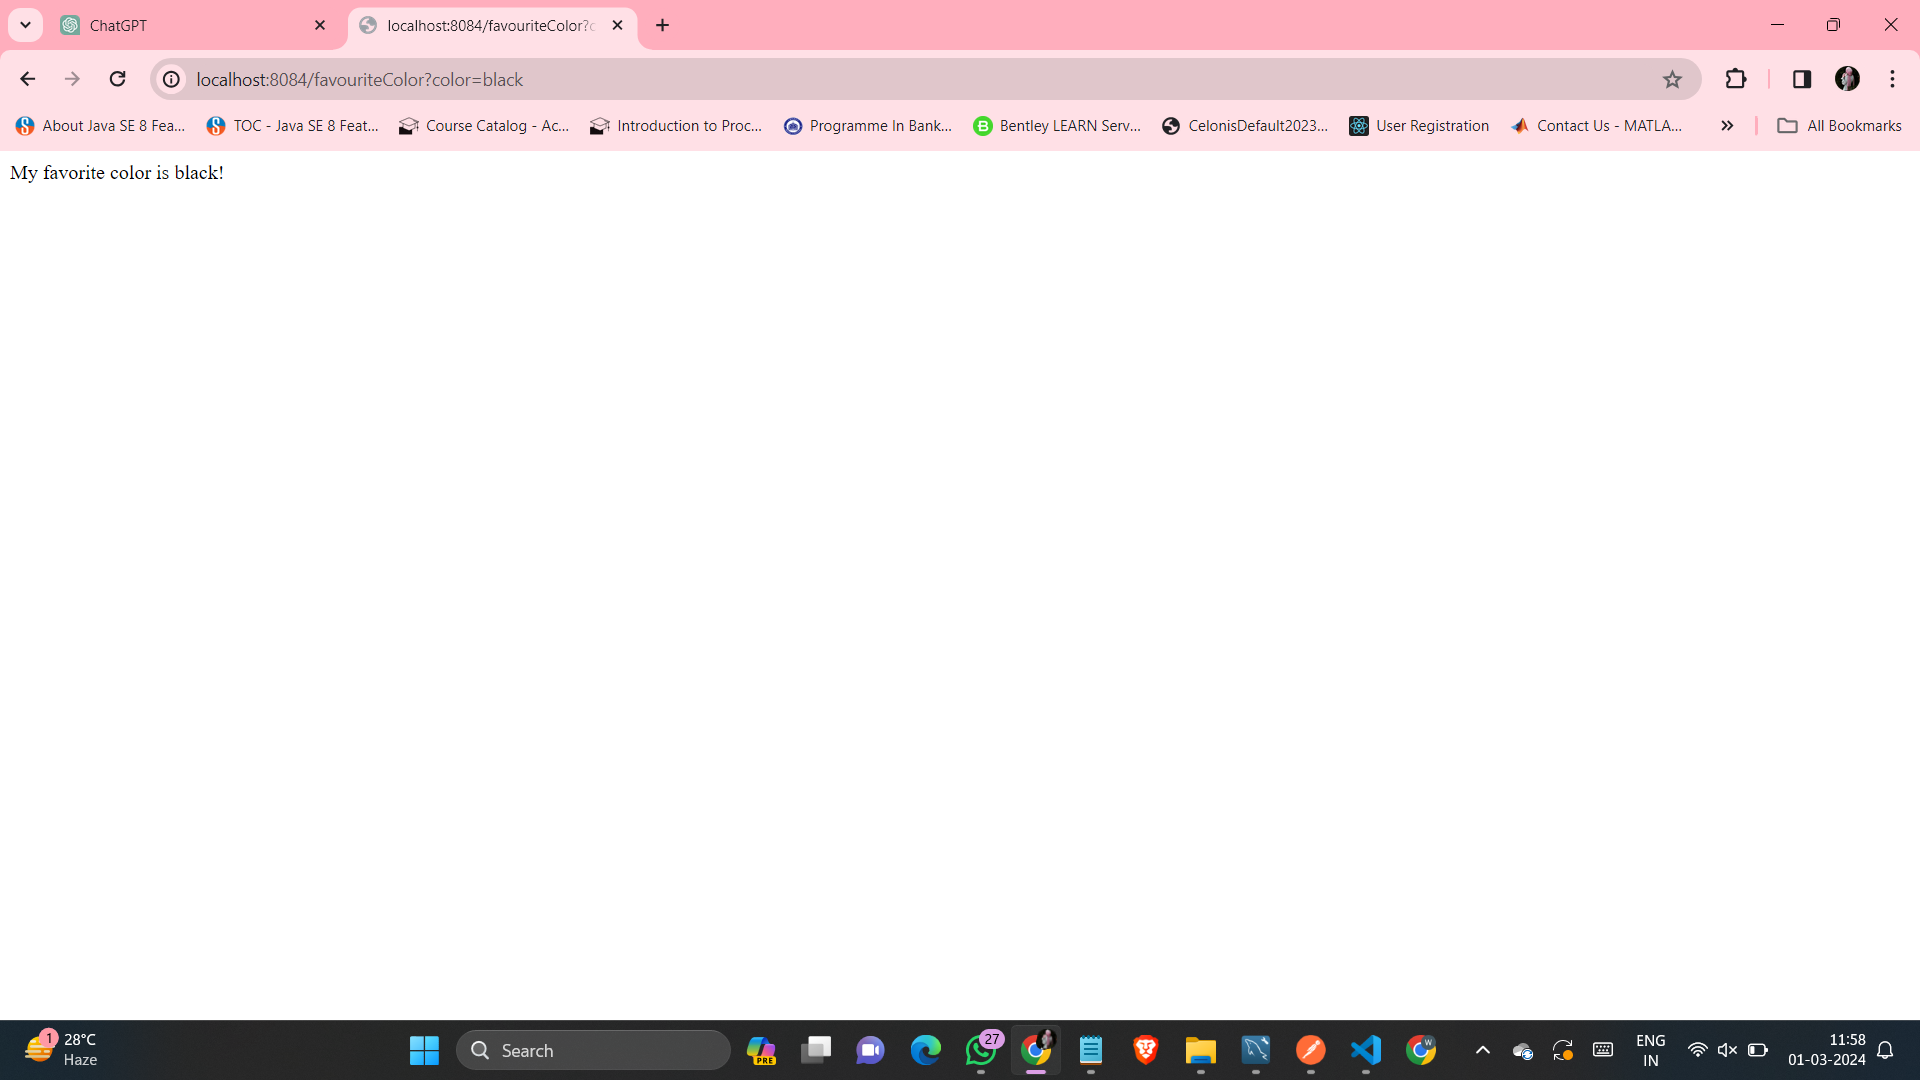 ChatGPT
localhost:8084/favouriteColor?c
localhost:8084/favouriteColor?color=black
About Java SE 8 Fea...
TOC - Java SE 8 Feat...
Course Catalog - Ac...
Introduction to Proc...
Programme In Bank...
Bentley LEARN Serv...
CelonisDefault2023...
User Registration
Contact Us - MATLA...
All Bookmarks
My favorite color is black!
1
28°C
Haze
Search
PRE
27
W
ENG
IN
11:58
01-03-2024